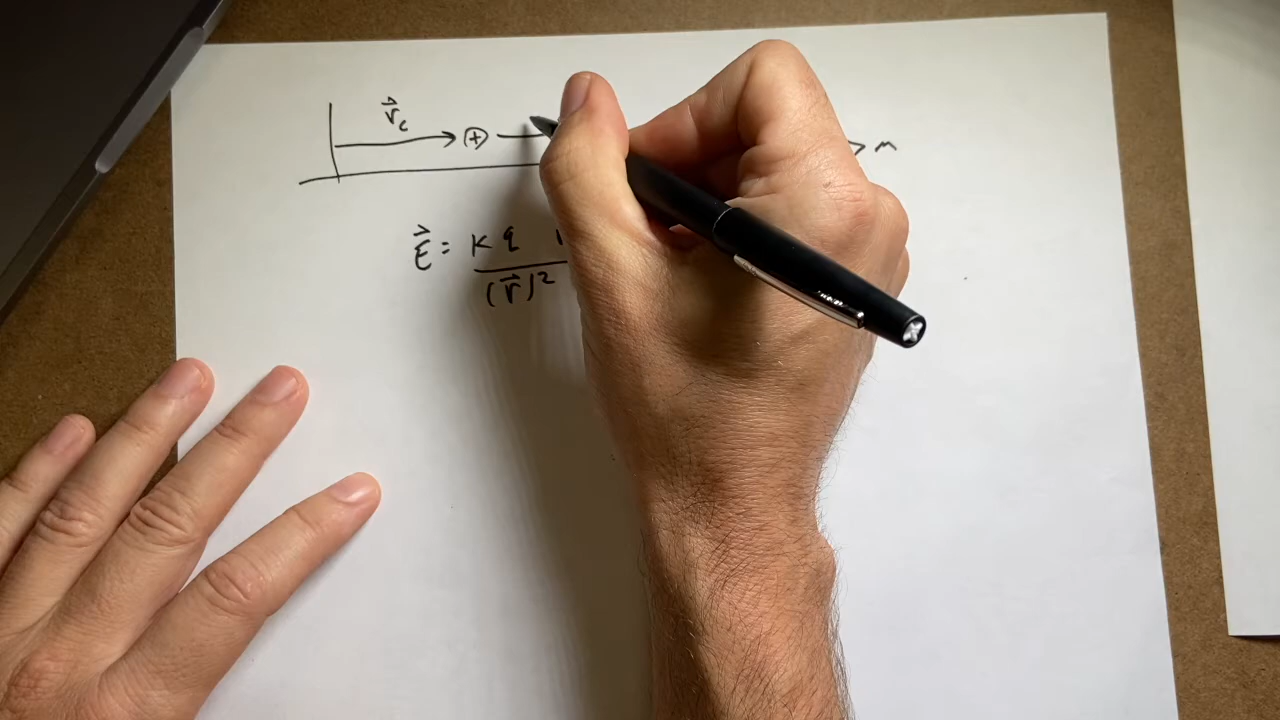 r⃗c ⊕ m
E⃗ = K q
(r⃗)²